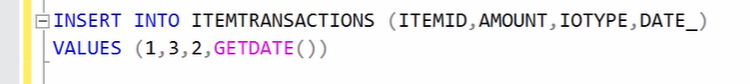 INSERT INTO ITEMTRANSACTIONS (ITEMID,AMOUNT,IOTYPE,DATE_)
VALUES (1,3,2,GETDATE())